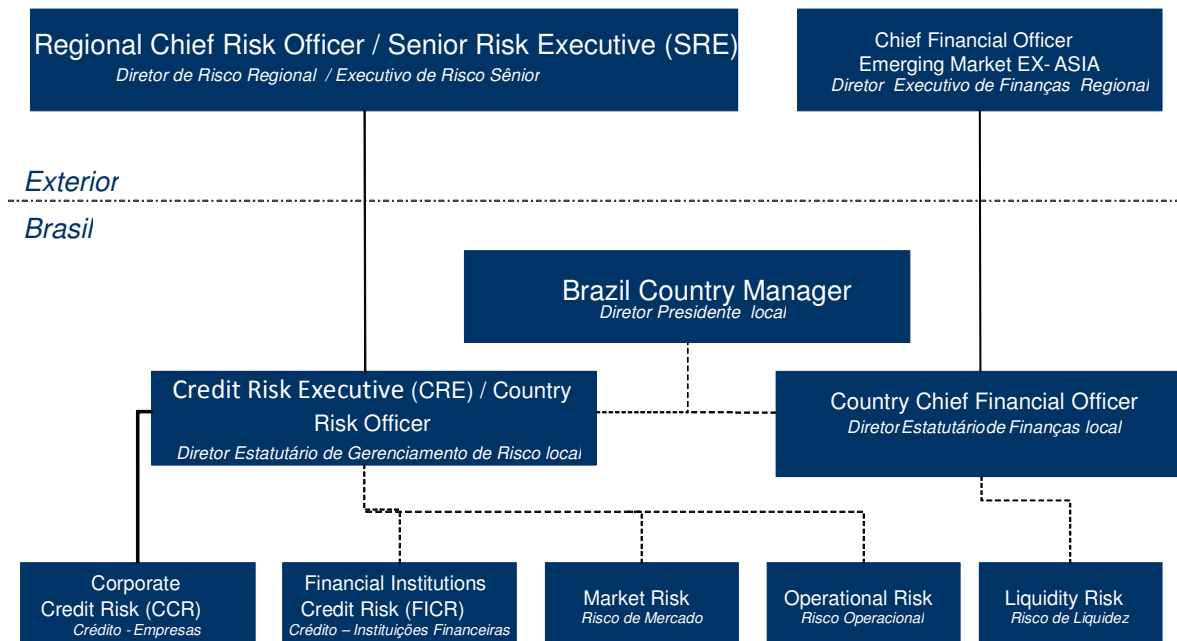 Regional Chief Risk Officer / Senior Risk Executive (SRE)
Diretor de Risco Regional / Executivo de Risco Sênior
Chief Financial Officer
Emerging Market EX- ASIA
Diretor Executivo de Finanças Regional
Exterior
Brasil
Brazil Country Manager
Diretor Presidente local
Credit Risk Executive (CRE) / Country
Risk Officer
Diretor Estatutário de Gerenciamento de Risco local
Country Chief Financial Officer
Diretor Estatutário de Finanças local
Corporate
Credit Risk (CCR)
Crédito - Empresas
Financial Institutions
Credit Risk (FICR)
Crédito – Instituições Financeiras
Market Risk
Risco de Mercado
Operational Risk
Risco Operacional
Liquidity Risk
Risco de Liquidez